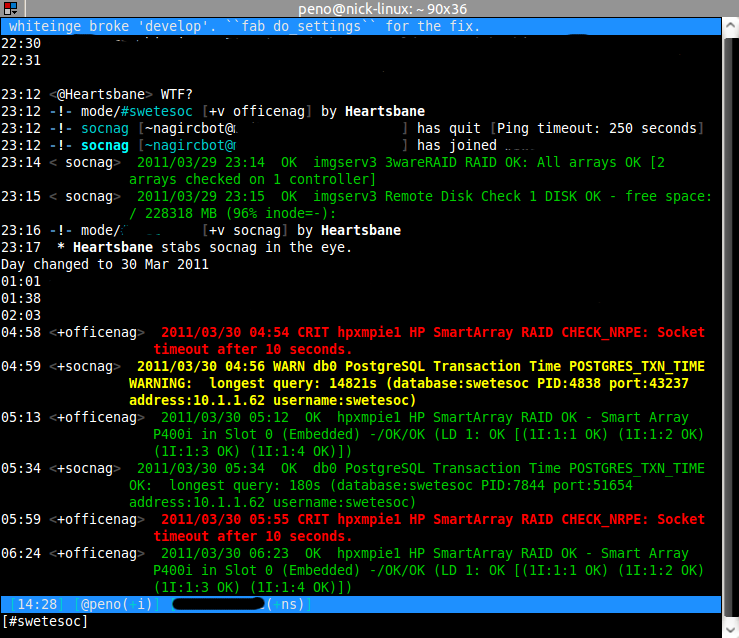 peno@nick-linux: ~ 90x36
whiteinge broke 'develop'. ``fab do_settings`` for the fix.
22:30
22:31
23:12 <@Heartsbane> WTF?
23:12 -!- mode/#swetesoc [+v officenag] by Heartsbane
23:12 -!- socnag [~nagircbot@ ] has quit [Ping timeout: 250 seconds]
23:12 -!- socnag [~nagircbot@ ] has joined
23:14 < socnag> 2011/03/29 23:14 OK imgserv3 3wareRAID RAID OK: All arrays OK [2
arrays checked on 1 controller]
23:15 < socnag> 2011/03/29 23:15 OK imgserv3 Remote Disk Check 1 DISK OK - free space:
/ 228318 MB (96% inode=-):
23:16 -!- mode/ [+v socnag] by Heartsbane
23:17 * Heartsbane stabs socnag in the eye.
Day changed to 30 Mar 2011
01:01
01:38
02:03
04:58 <+officenag> 2011/03/30 04:54 CRIT hpxmpie1 HP SmartArray RAID CHECK_NRPE: Socket
timeout after 10 seconds.
04:59 <+socnag> 2011/03/30 04:56 WARN db0 PostgreSQL Transaction Time POSTGRES_TXN_TIME
WARNING: longest query: 14821s (database:swetesoc PID:4838 port:43237
address:10.1.1.62 username:swetesoc)
05:13 <+officenag> 2011/03/30 05:12 OK hpxmpie1 HP SmartArray RAID OK - Smart Array
P400i in Slot 0 (Embedded) -/OK/OK (LD 1: OK [(1I:1:1 OK) (1I:1:2 OK)
(1I:1:3 OK) (1I:1:4 OK)])
05:34 <+socnag> 2011/03/30 05:34 OK db0 PostgreSQL Transaction Time POSTGRES_TXN_TIME
OK: longest query: 180s (database:swetesoc PID:7844 port:51654
address:10.1.1.62 username:swetesoc)
05:59 <+officenag> 2011/03/30 05:55 CRIT hpxmpie1 HP SmartArray RAID CHECK_NRPE: Socket
timeout after 10 seconds.
06:24 <+officenag> 2011/03/30 06:23 OK hpxmpie1 HP SmartArray RAID OK - Smart Array
P400i in Slot 0 (Embedded) -/OK/OK (LD 1: OK [(1I:1:1 OK) (1I:1:2 OK)
(1I:1:3 OK) (1I:1:4 OK)])
[14:28] [@peno(+i)] (+ns)]
[#swetesoc]